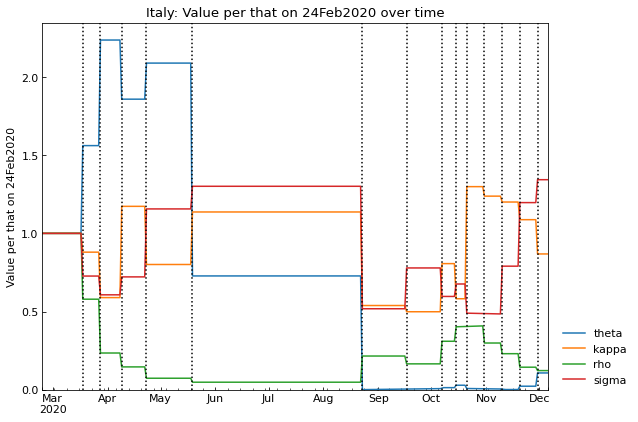 Italy: Value per that on 24Feb2020 over time
Value per that on 24Feb2020
2.0
1.5
1.0
0.5
0.0
Mar Apr May Jun Jul Aug Sep Oct Nov Dec
2020
theta
kappa
rho
sigma